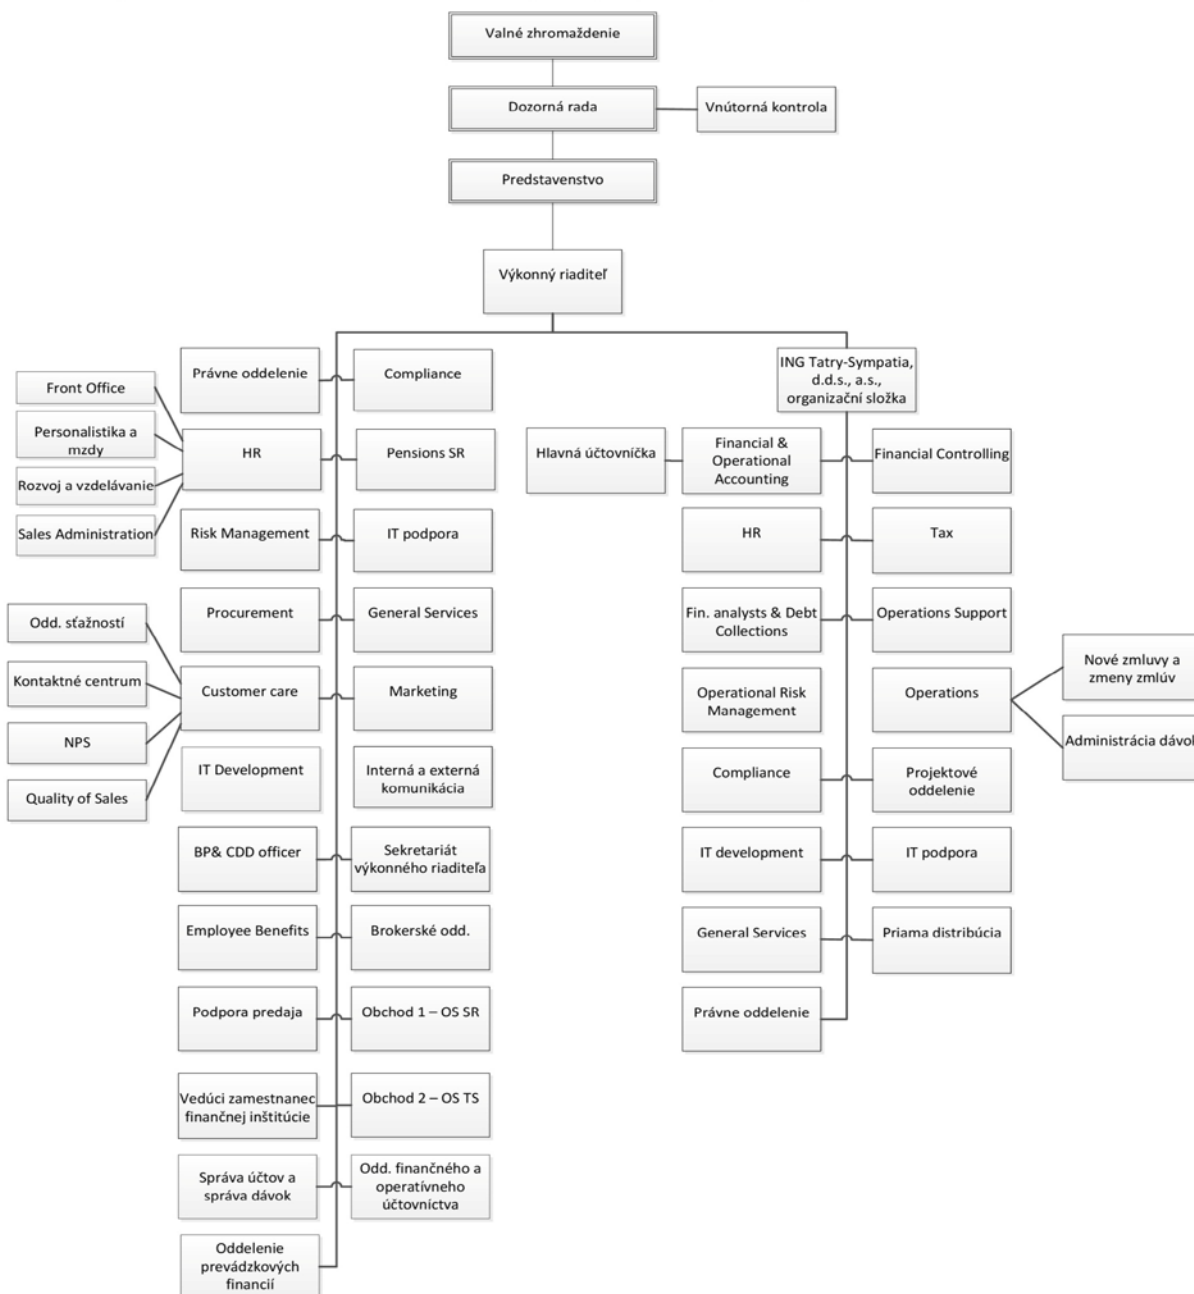 Valné zhromaždenie
Dozorná rada
Vnútorná kontrola
Predstavenstvo
Výkonný riaditeľ
Právne oddelenie
Compliance
Front Office
Personalistika a
mzdy
Rozvoj a vzdelávanie
Sales Administration
HR
Pensions SR
Risk Management
IT podpora
Procurement
General Services
Odd. sťažností
Kontaktné centrum
NPS
Quality of Sales
Customer care
Marketing
IT Development
Interná a externá
komunikácia
BP& CDD officer
Sekretariát
výkonného riaditeľa
Employee Benefits
Brokerské odd.
Podpora predaja
Obchod 1 – OS SR
Vedúci zamestnanec
finančnej inštitúcie
Obchod 2 – OS TS
Správa účtov a
správa dávok
Odd. finančného a
operatívneho
účtovníctva
Oddelenie
prevádzkových
financií
ING Tatry-Sympatia,
d.d.s., a.s.,
organizační složka
Hlavná účtovníčka
Financial &
Operational
Accounting
Financial Controlling
HR
Tax
Fin. analysts & Debt
Collections
Operations Support
Operational Risk
Management
Operations
Nové zmluvy a
zmeny zmlúv
Administrácia dávok
Compliance
Projektové
oddelenie
IT development
IT podpora
General Services
Priama distribúcia
Právne oddelenie